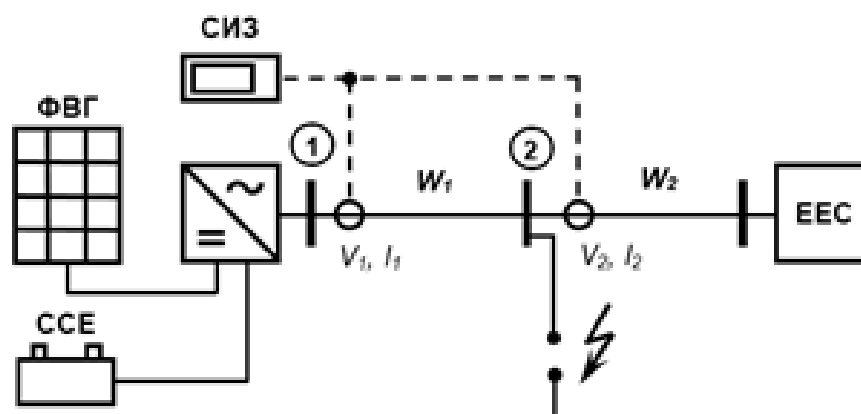 СИЗ
ФВГ
1
2
W1
W2
ЕЕС
V1, I1
V2, I2
ССЕ